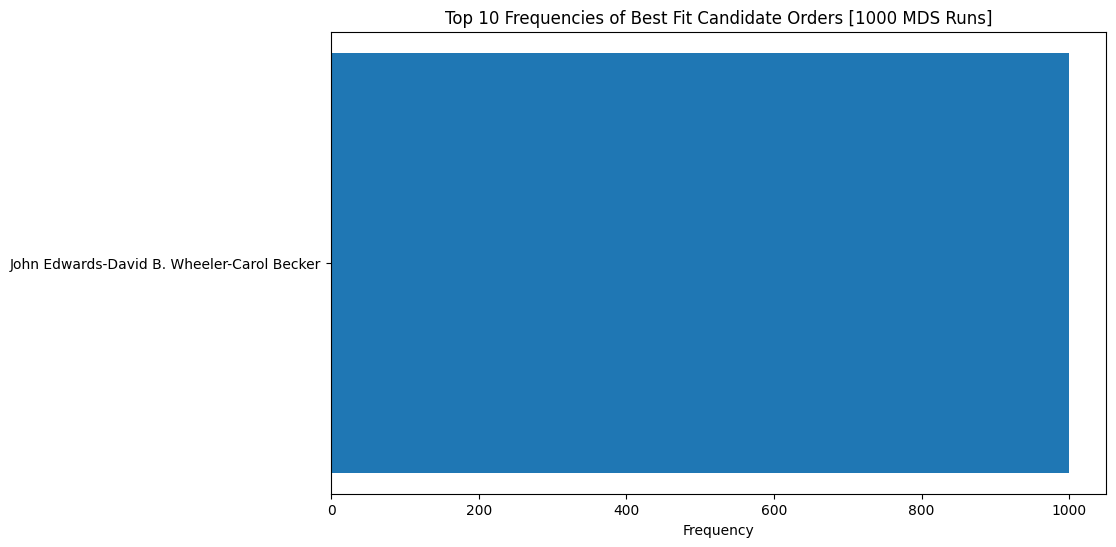 Top 10 Frequencies of Best Fit Candidate Orders [1000 MDS Runs]
John Edwards-David B. Wheeler-Carol Becker
0 200 400 600 800 1000
Frequency